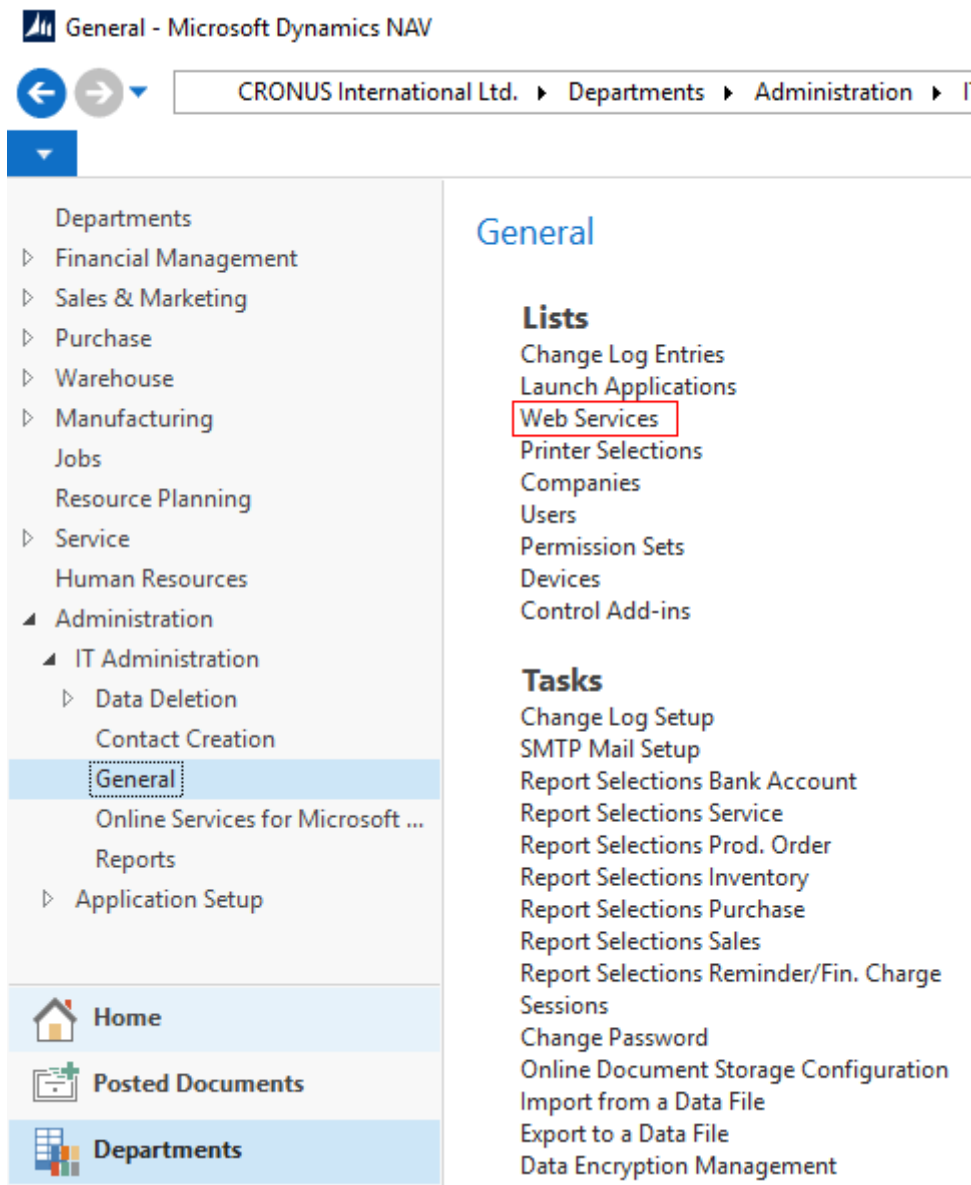 General - Microsoft Dynamics NAV
CRONUS International Ltd. ▸ Departments ▸ Administration ▸
Departments
Financial Management
Sales & Marketing
Purchase
Warehouse
Manufacturing
Jobs
Resource Planning
Service
Human Resources
Administration
IT Administration
Data Deletion
Contact Creation
General
Online Services for Microsoft ...
Reports
Application Setup
Home
Posted Documents
Departments
General
Lists
Change Log Entries
Launch Applications
Web Services
Printer Selections
Companies
Users
Permission Sets
Devices
Control Add-ins
Tasks
Change Log Setup
SMTP Mail Setup
Report Selections Bank Account
Report Selections Service
Report Selections Prod. Order
Report Selections Inventory
Report Selections Purchase
Report Selections Sales
Report Selections Reminder/Fin. Charge
Sessions
Change Password
Online Document Storage Configuration
Import from a Data File
Export to a Data File
Data Encryption Management